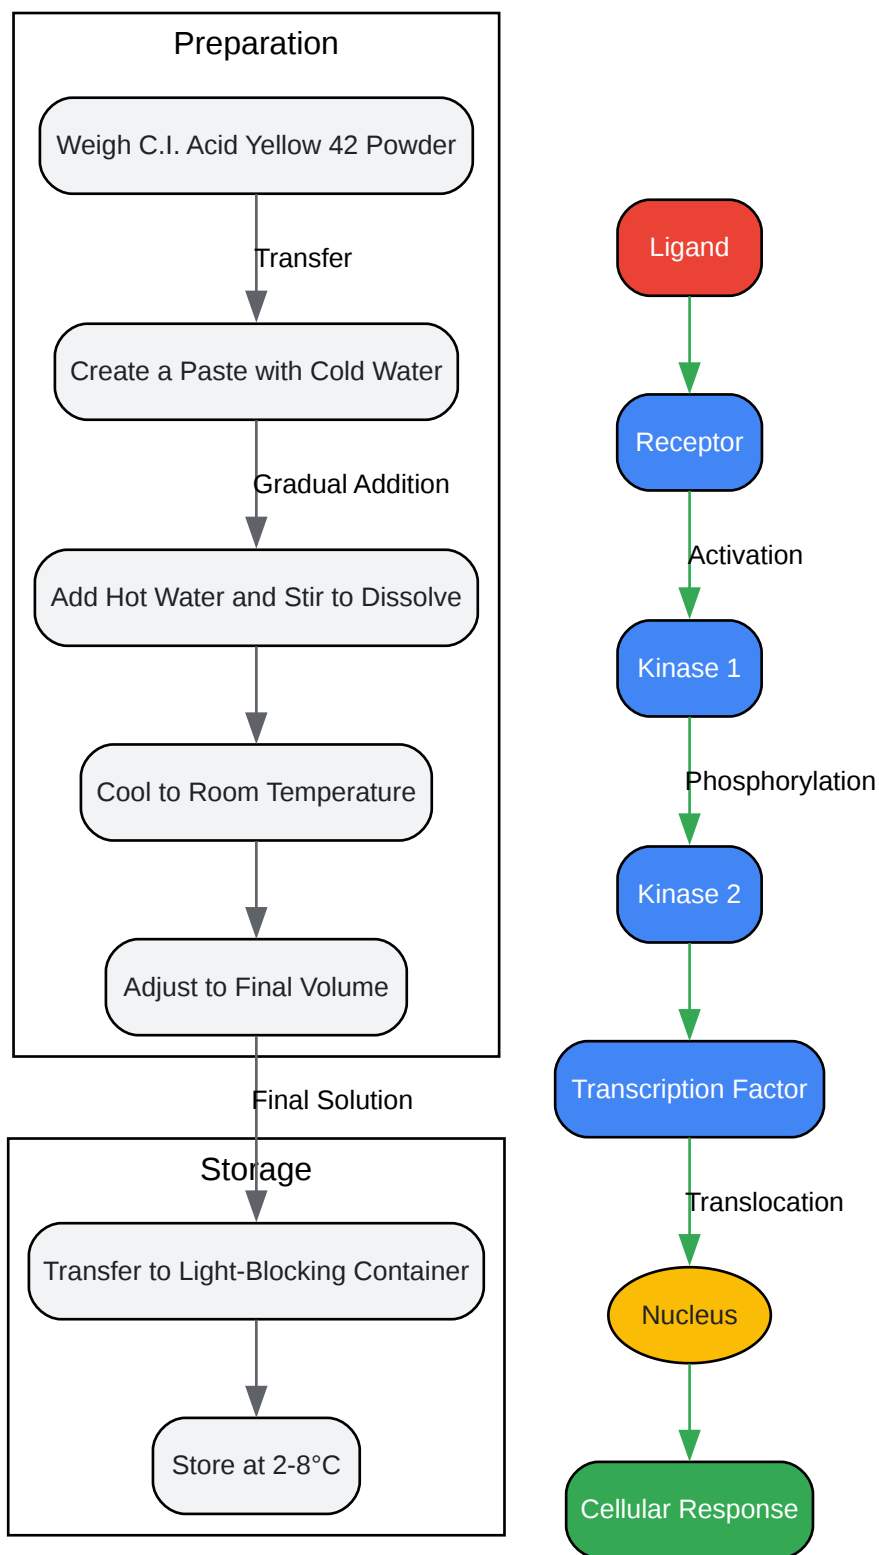 Preparation
Weigh C.I. Acid Yellow 42 Powder
Transfer
Create a Paste with Cold Water
Gradual Addition
Add Hot Water and Stir to Dissolve
Cool to Room Temperature
Adjust to Final Volume
Final Solution
Storage
Transfer to Light-Blocking Container
Store at 2-8°C
Ligand
Receptor
Activation
Kinase 1
Phosphorylation
Kinase 2
Transcription Factor
Translocation
Nucleus
Cellular Response